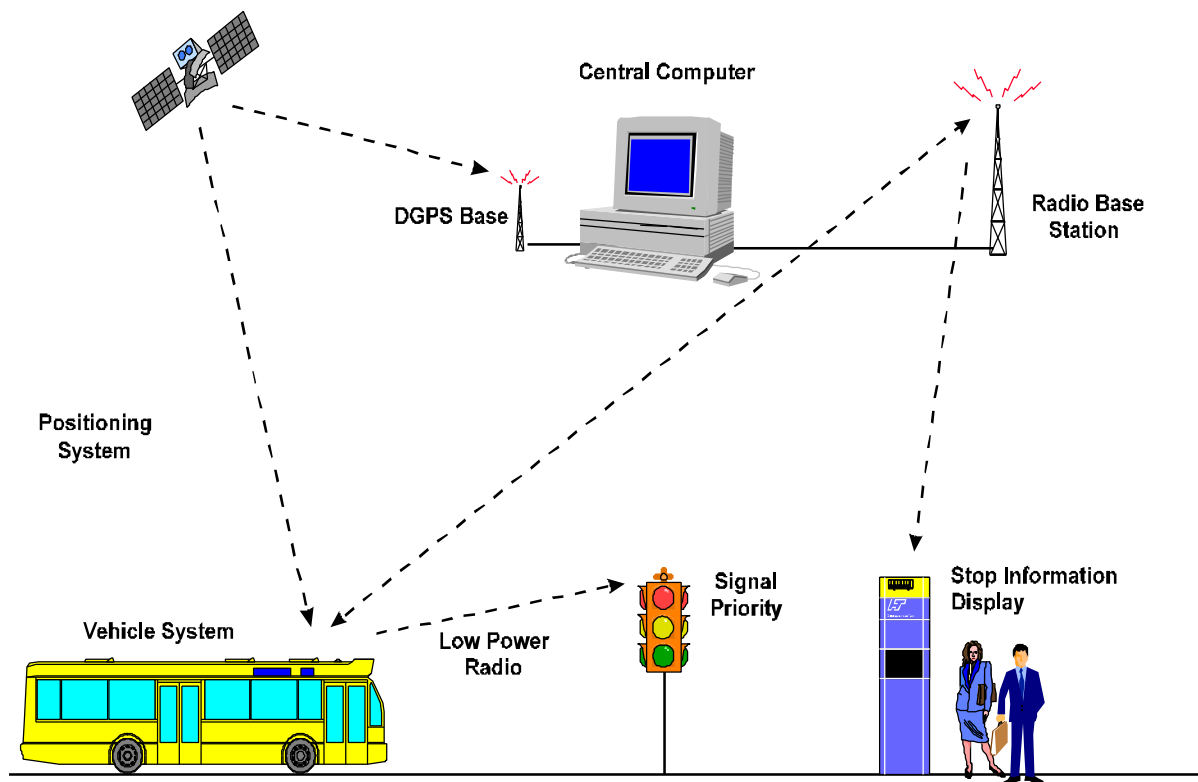 Central Computer
DGPS Base
Radio Base
Station
Positioning
System
Vehicle System
Low Power
Radio
Signal
Priority
Stop Information
Display